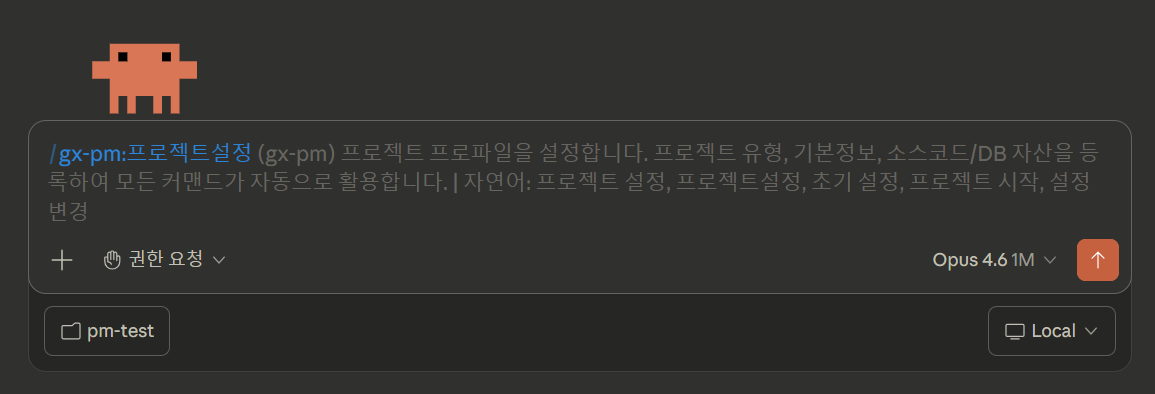 /gx-pm:프로젝트설정 (gx-pm) 프로젝트 프로파일을 설정합니다. 프로젝트 유형, 기본정보, 소스코드/DB 자산을 등
록하여 모든 커맨드가 자동으로 활용합니다. | 자연어: 프로젝트 설정, 프로젝트설정, 초기 설정, 프로젝트 시작, 설정
변경
권한 요청
Opus 4.6 1M
pm-test
Local